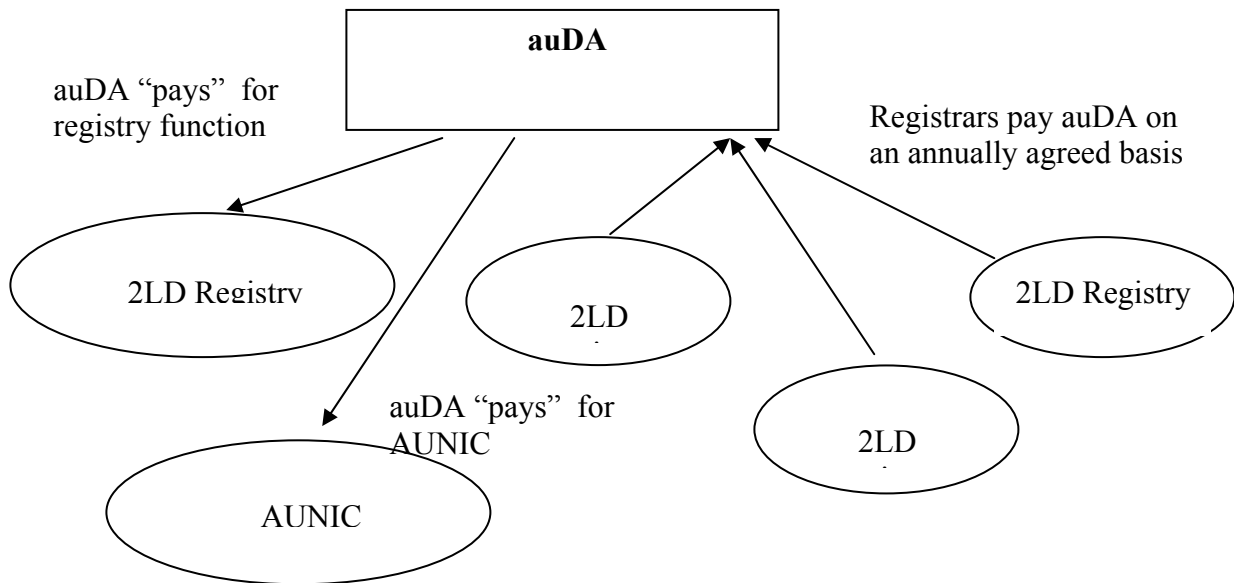 auDA
auDA “pays” for
registry function
Registrars pay auDA on
an annually agreed basis
2LD Registry
2LD
2LD Registry
auDA “pays” for
AUNIC
2LD
AUNIC